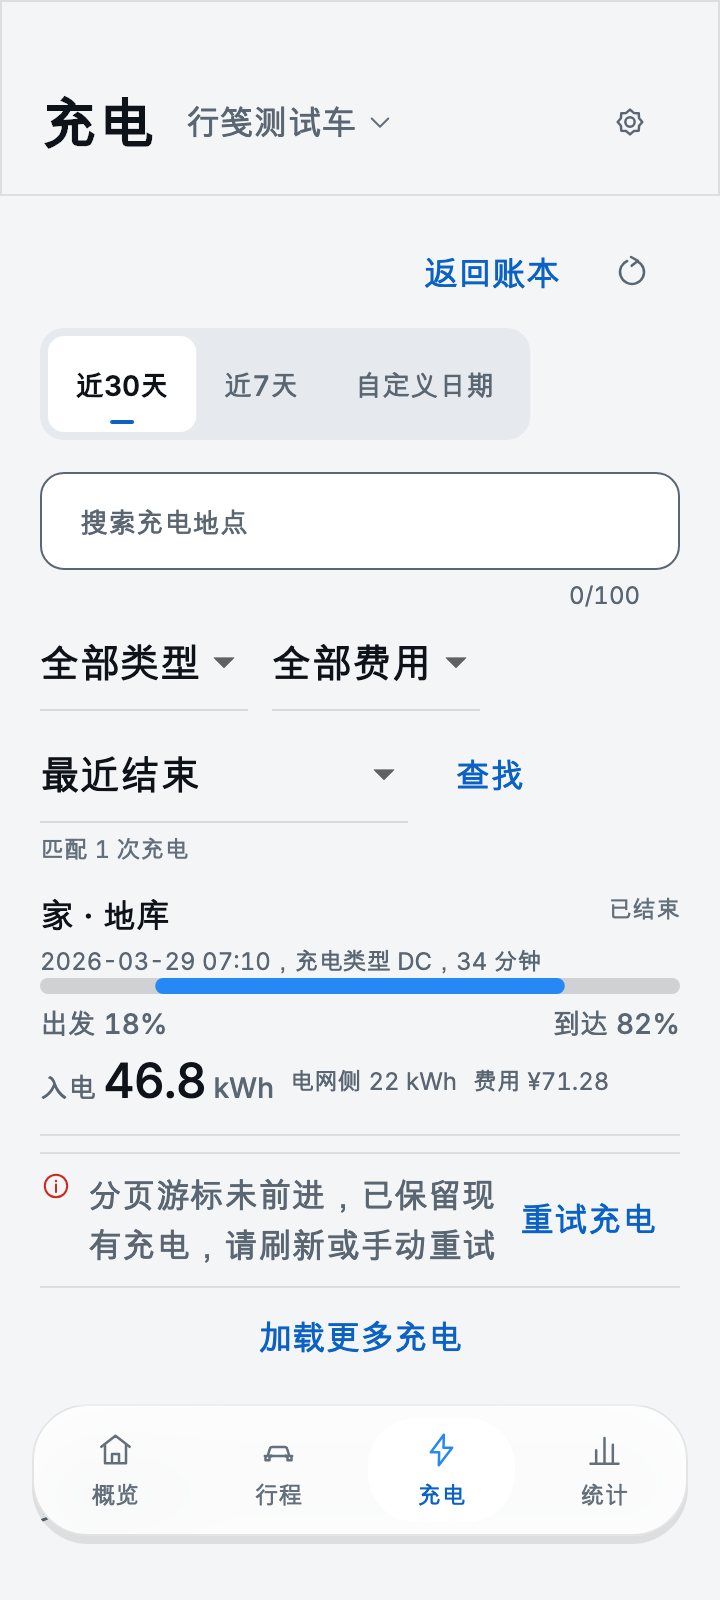 充电 行笺测试车
返回账本
近30天 近7天 自定义日期
搜索充电地点
0/100
全部类型 全部费用
最近结束 查找
匹配 1 次充电
家 · 地库 已结束
2026-03-29 07:10，充电类型 DC，34 分钟
出发 18% 到达 82%
入电 46.8 kWh 电网侧 22 kWh 费用 ¥71.28
分页游标未前进，已保留现
有充电，请刷新或手动重试
重试充电
加载更多充电
概览 行程 充电 统计